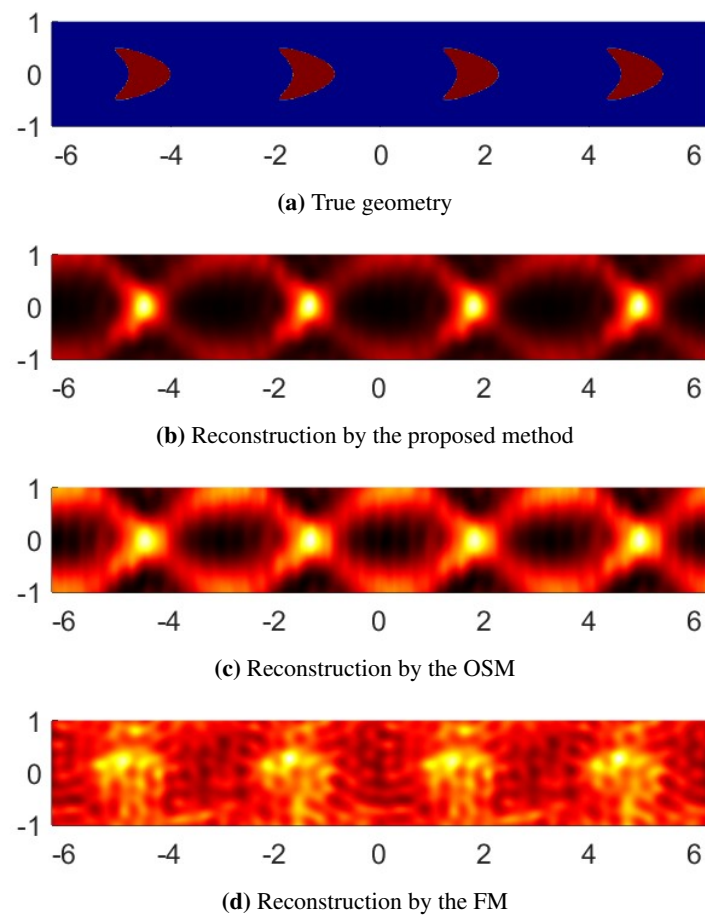 1
0
-1
-6 -4 -2 0 2 4 6
(a) True geometry
1
0
-1
-6 -4 -2 0 2 4 6
(b) Reconstruction by the proposed method
1
0
-1
-6 -4 -2 0 2 4 6
(c) Reconstruction by the OSM
1
0
-1
-6 -4 -2 0 2 4 6
(d) Reconstruction by the FM